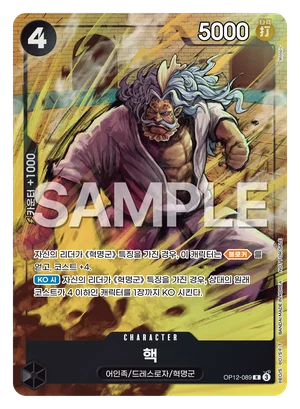 4
5000
타격
打
카운터 +1000
SAMPLE
자신의 리더가 《혁명군》 특징을 가진 경우, 이 캐릭터는 블로커 를
얻고, 코스트 +4.
KO 시 자신의 리더가 《혁명군》 특징을 가진 경우, 상대의 원래
코스트가 4 이하인 캐릭터를 1장까지 KO 시킨다.
CHARACTER
핵
어인족/드레스로자/혁명군
OP12-089 R 3